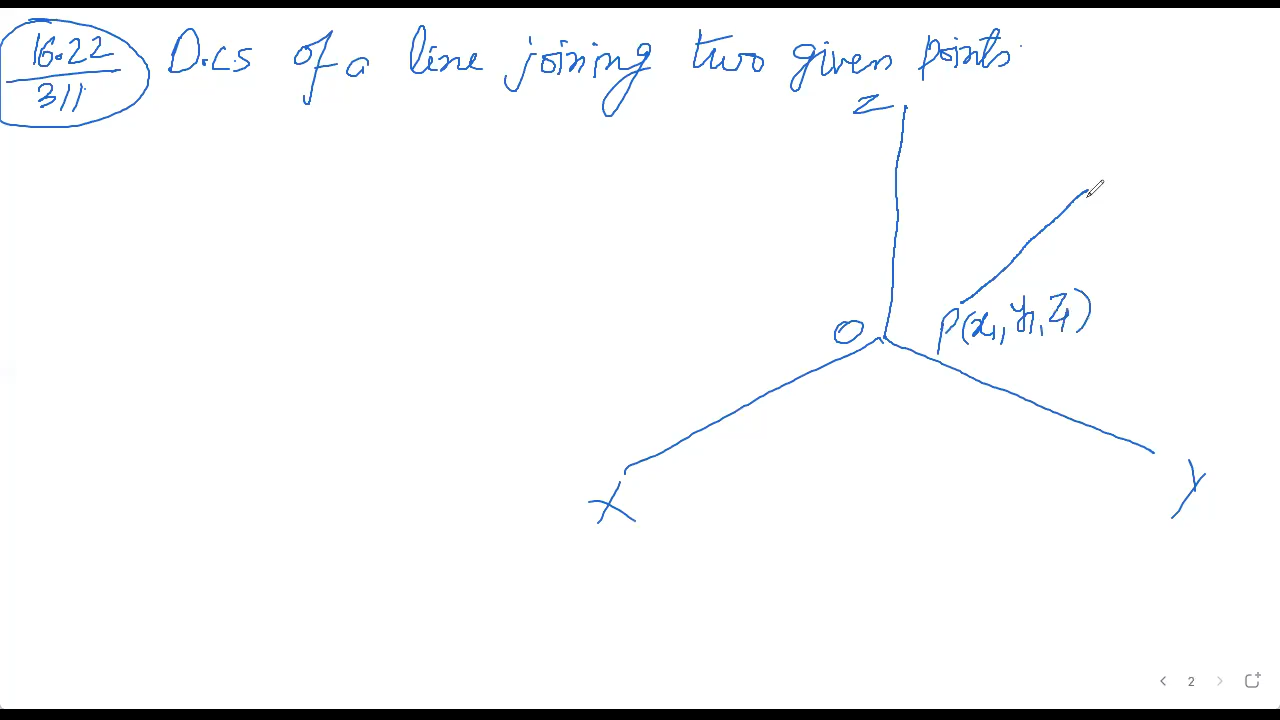 16.22
311
D.cs of a line joining two given points.
Z
O
P(x₁, y₁, z₁)
X
Y
2